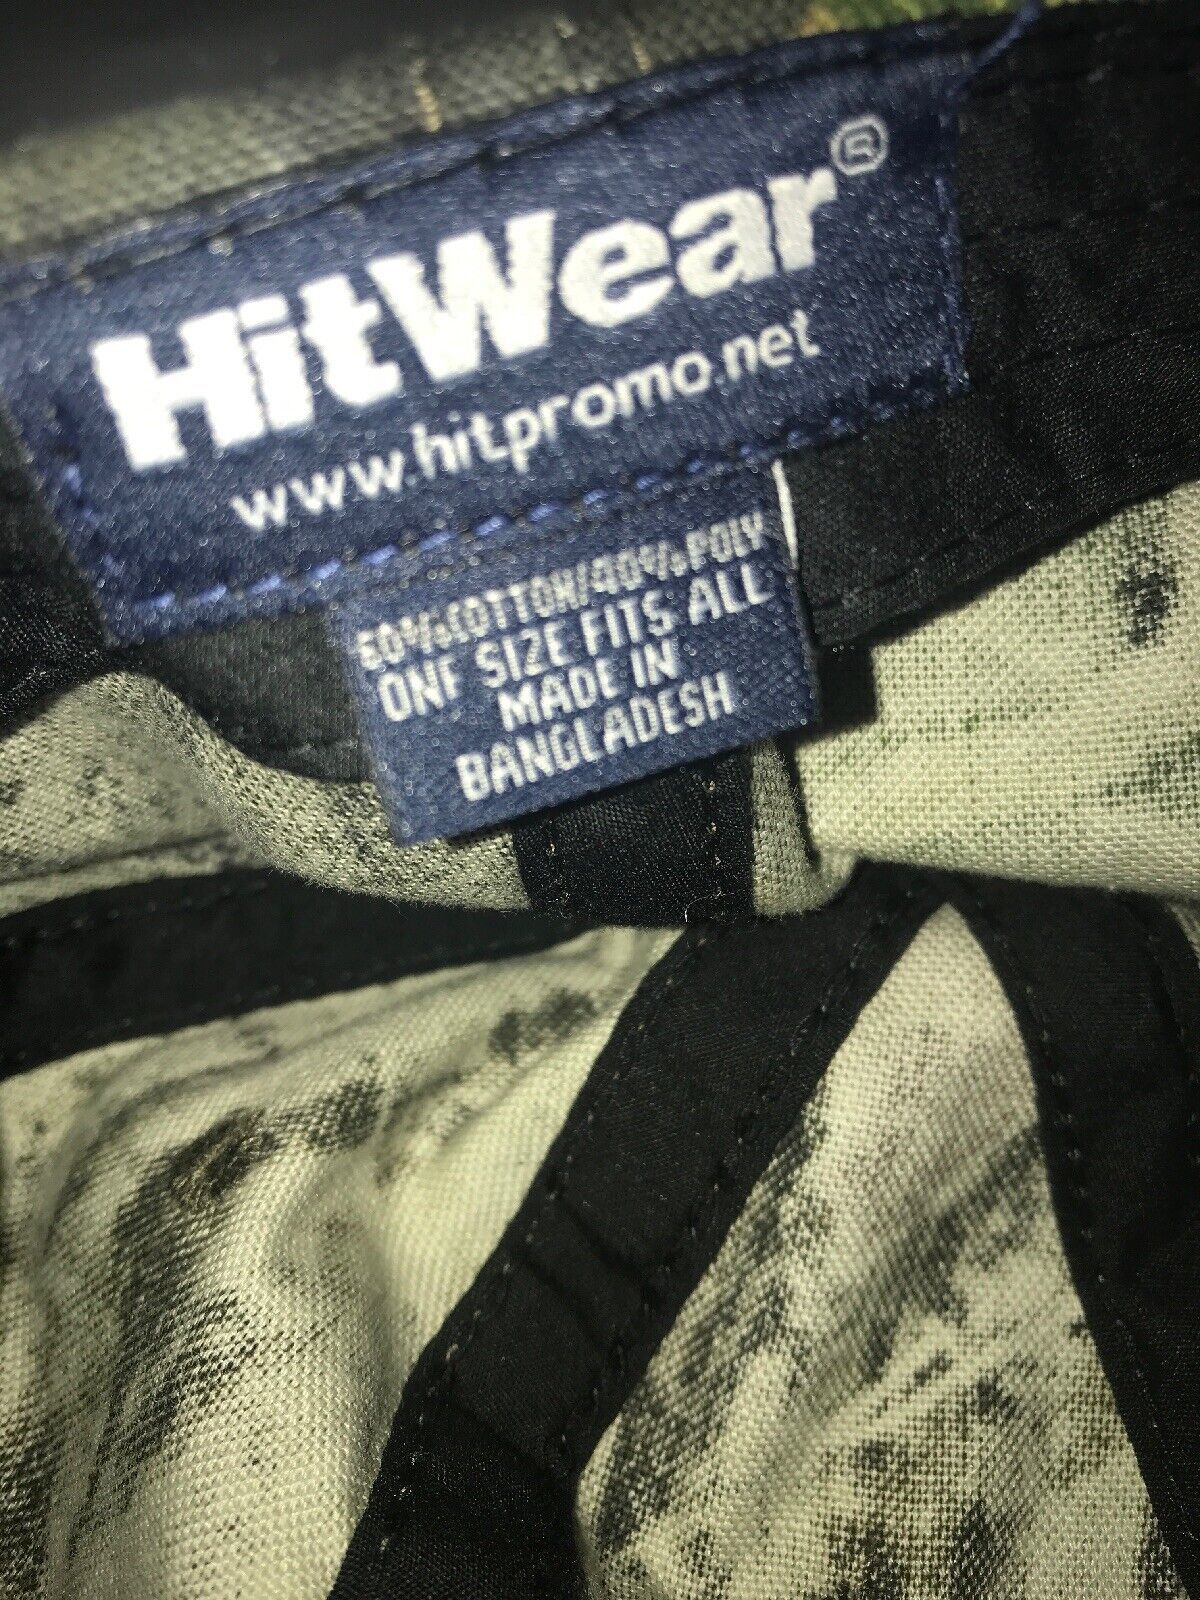 HitWear®
www.hitpromo.net
60%COTTON/40%POLY
ONE SIZE FITS ALL
MADE IN
BANGLADESH